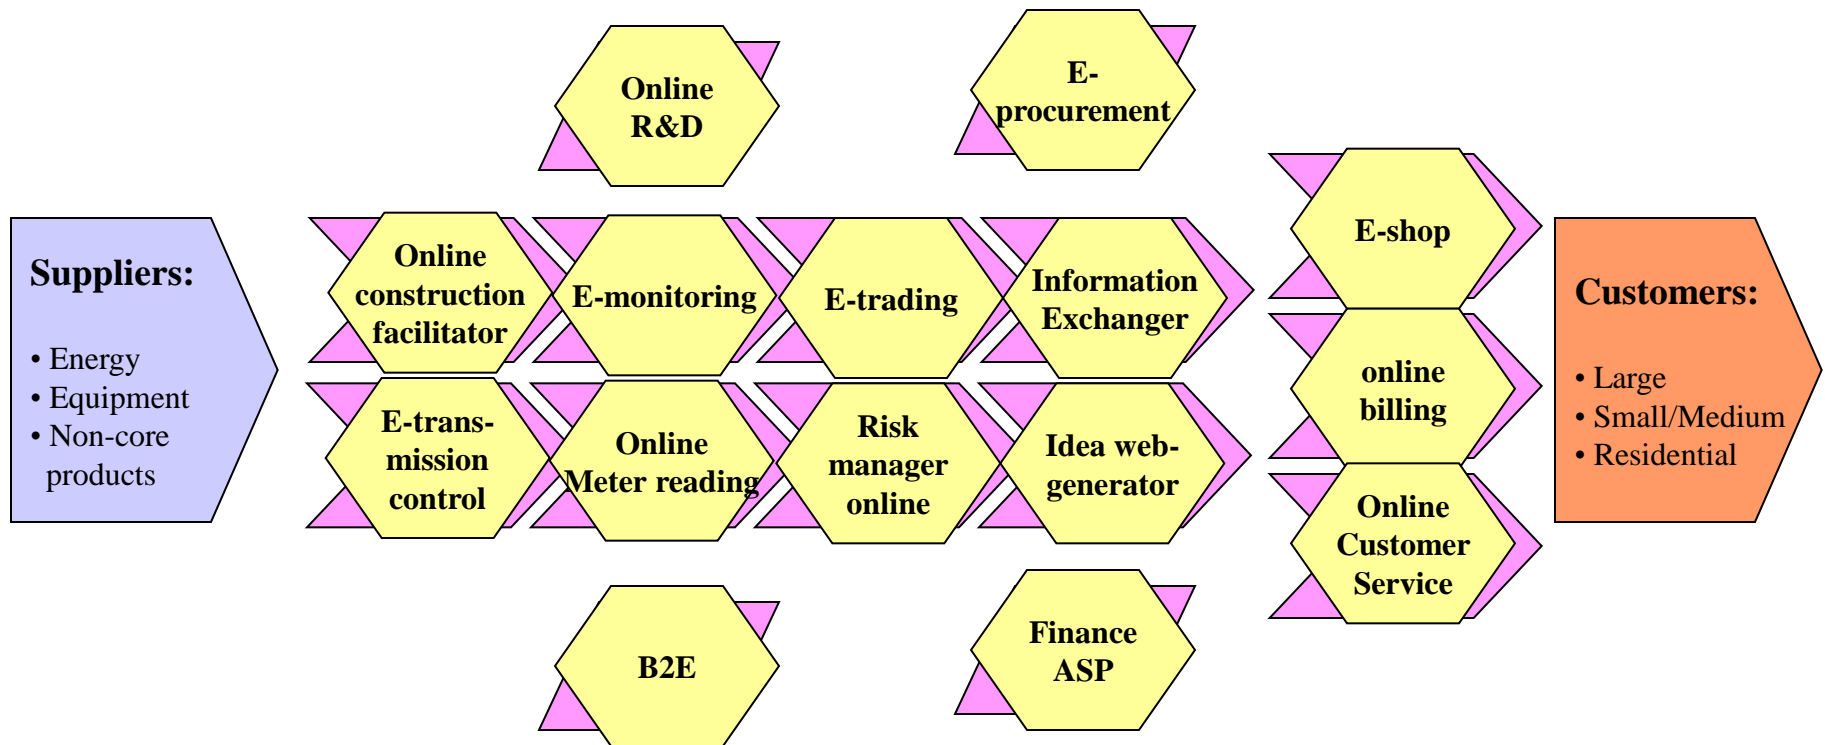 Online
R&D
E-
procurement
Suppliers:
• Energy
• Equipment
• Non-core
products
Online
construction
facilitator
E-monitoring
E-trading
Information
Exchanger
E-trans-
mission
control
Online
Meter reading
Risk
manager
online
Idea web-
generator
E-shop
online
billing
Online
Customer
Service
Customers:
• Large
• Small/Medium
• Residential
B2E
Finance
ASP